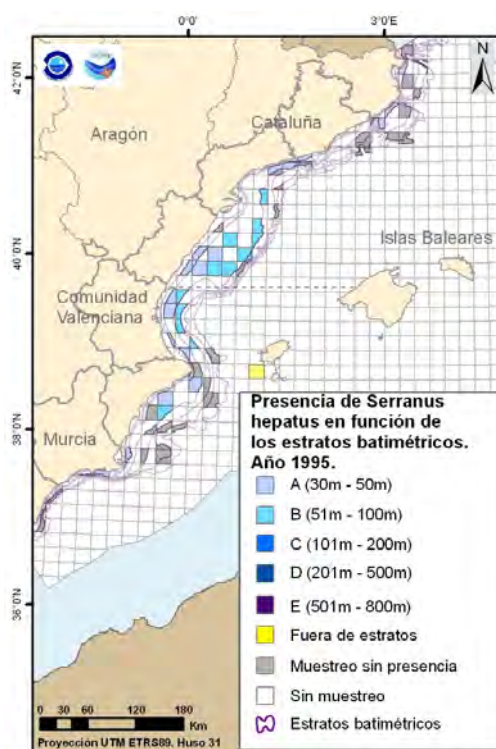 0°0'
3°0'E
N
42°0'N
Cataluña
Aragón
40°0'N
Islas Baleares
Comunidad
Valenciana
38°0'N
Murcia
36°0'N
Presencia de Serranus
hepatus en función de
los estratos batimétricos.
Año 1995.
A (30m - 50m)
B (51m - 100m)
C (101m - 200m)
D (201m - 500m)
E (501m - 800m)
Fuera de estratos
Muestreo sin presencia
Sin muestreo
Estratos batimétricos
0 30 60 120 180
Km
Proyección UTM ETRS89. Huso 31